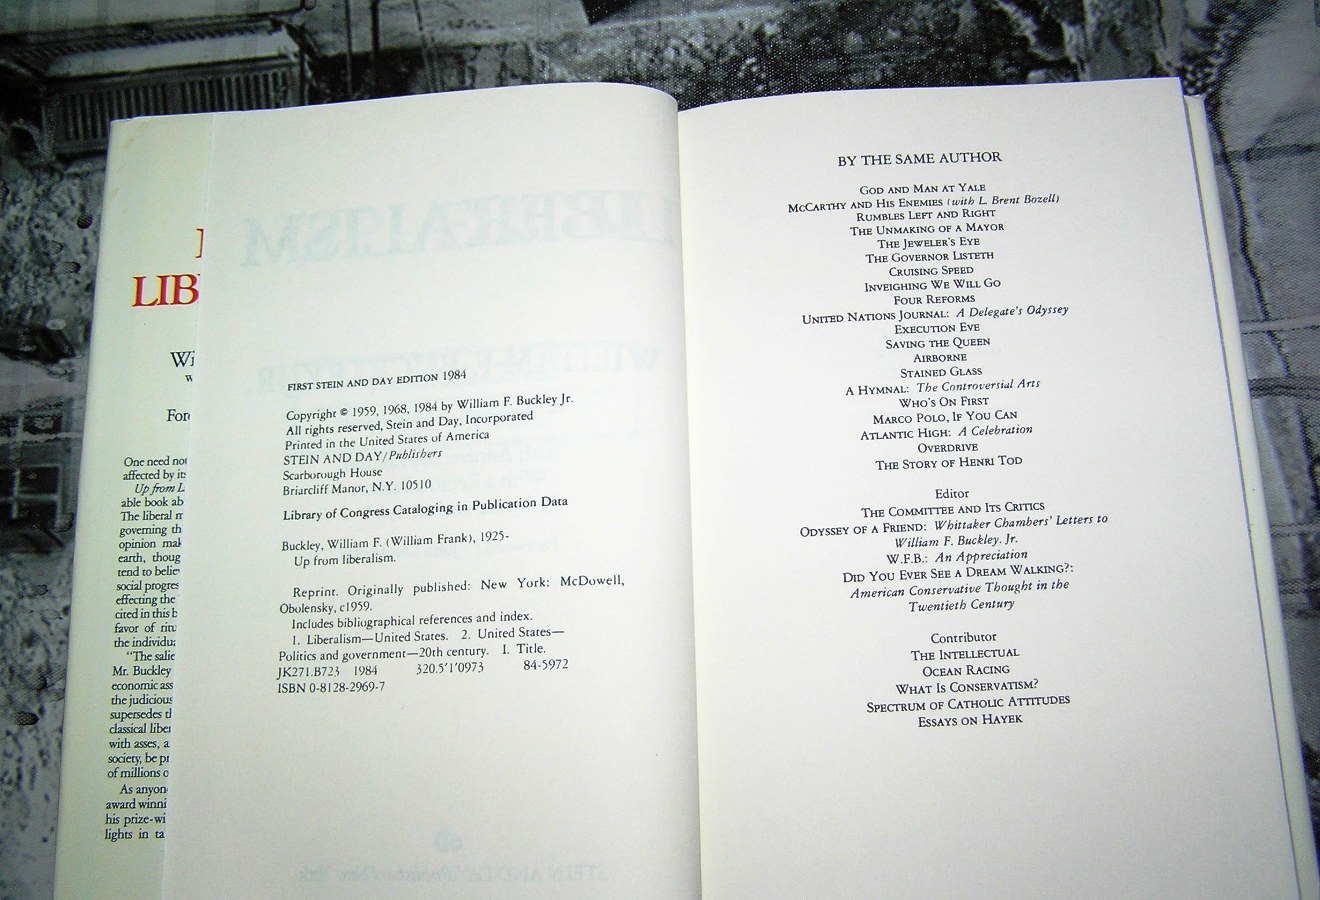 LIB
One need not
affected by its
Up from L
able book ab
The liberal m
governing th
opinion mak
earth, thoug
tend to believ
social progres
effecting the
cited in this b
favor of ritu
the individua
"The salie
Mr. Buckley
economic ass
the judicious
supersedes th
classical liber
with asses, a
society, be pr
of millions o
As anyon
award winni
his prize-wi
lights in ta
LIBERALISM
FIRST STEIN AND DAY EDITION 1984
Copyright © 1959, 1968, 1984 by William F. Buckley Jr.
All rights reserved, Stein and Day, Incorporated
Printed in the United States of America
STEIN AND DAY/Publishers
Scarborough House
Briarcliff Manor, N.Y. 10510
Library of Congress Cataloging in Publication Data
Buckley, William F. (William Frank), 1925-
Up from liberalism.
Reprint. Originally published: New York: McDowell,
Obolensky, c1959.
Includes bibliographical references and index.
1. Liberalism—United States. 2. United States—
Politics and government—20th century. I. Title.
JK271.B723 1984 320.5'1'0973 84-5972
ISBN 0-8128-2969-7
BY THE SAME AUTHOR
GOD AND MAN AT YALE
MCCARTHY AND HIS ENEMIES (with L. Brent Bozell)
RUMBLES LEFT AND RIGHT
THE UNMAKING OF A MAYOR
THE JEWELER'S EYE
THE GOVERNOR LISTETH
CRUISING SPEED
INVEIGHING WE WILL GO
FOUR REFORMS
UNITED NATIONS JOURNAL: A Delegate's Odyssey
EXECUTION EVE
SAVING THE QUEEN
AIRBORNE
STAINED GLASS
A HYMNAL: The Controversial Arts
WHO'S ON FIRST
MARCO POLO, IF YOU CAN
ATLANTIC HIGH: A Celebration
OVERDRIVE
THE STORY OF HENRI TOD
Editor
THE COMMITTEE AND ITS CRITICS
ODYSSEY OF A FRIEND: Whittaker Chambers' Letters to
William F. Buckley, Jr.
W.F.B.: An Appreciation
DID YOU EVER SEE A DREAM WALKING?:
American Conservative Thought in the
Twentieth Century
Contributor
THE INTELLECTUAL
OCEAN RACING
WHAT IS CONSERVATISM?
SPECTRUM OF CATHOLIC ATTITUDES
ESSAYS ON HAYEK